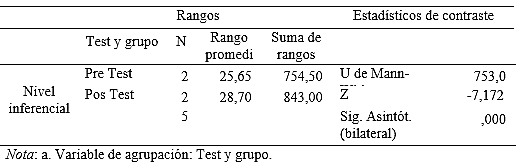 Rangos Estadísticos de contraste
Test y grupo N Rango Suma de
promedi rangos
Pre Test 2 25,65 754,50 U de Mann- 753,0
Nivel Pos Test 2 28,70 843,00 Z -7,172
inferencial 5 Sig. Asintót. ,000
(bilateral)
Nota: a. Variable de agrupación: Test y grupo.